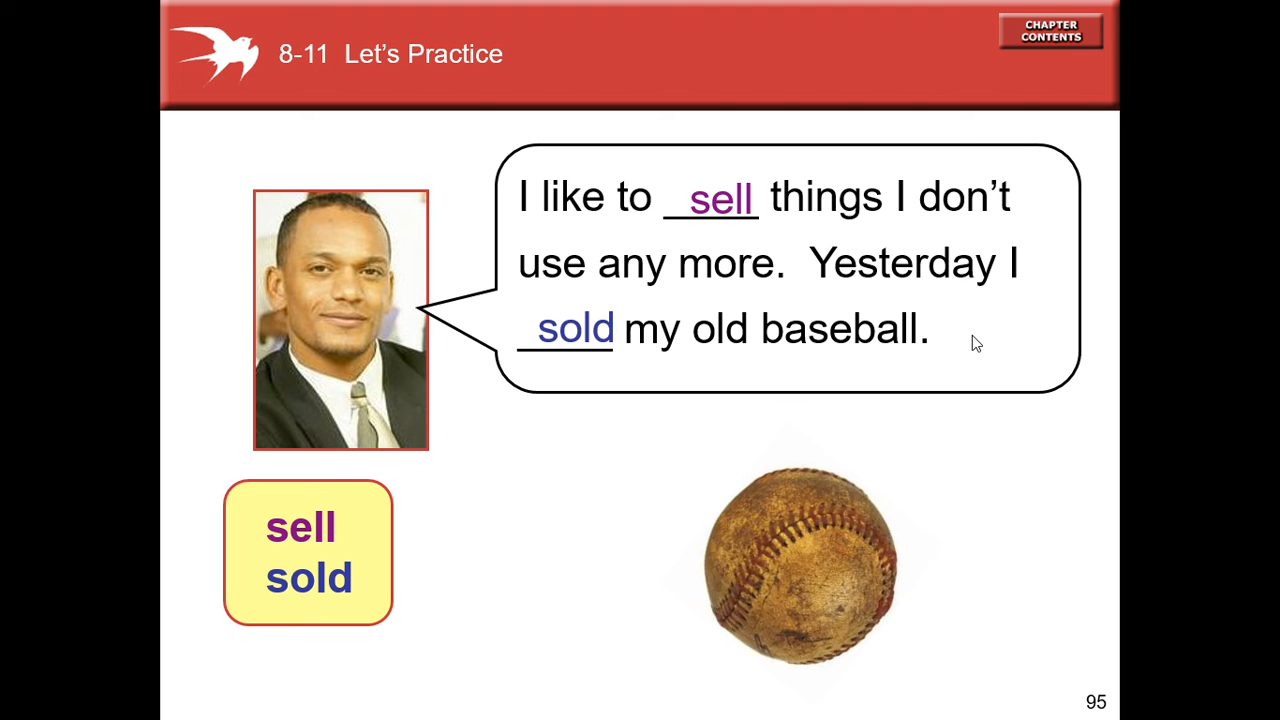 8-11 Let’s Practice
CHAPTER
CONTENTS
I like to sell things I don’t
use any more. Yesterday I
sold my old baseball.
sell
sold
95